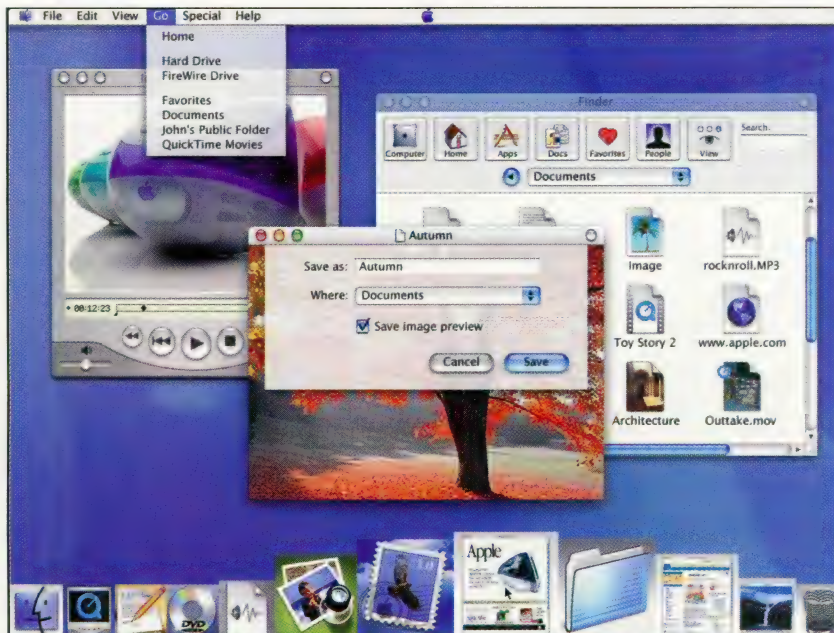 File Edit View Go Special Help
Home
Hard Drive
FireWire Drive
Favorites
Documents
John's Public Folder
QuickTime Movies
Finder
Computer
Home
Apps
Docs
Favorites
People
View
Search:
Documents
Image
rocknroll.MP3
Toy Story 2
www.apple.com
Architecture
Outtake.mov
00:12:23
Autumn
Save as: Autumn
Where: Documents
Save image preview
Cancel
Save
DVD
Apple